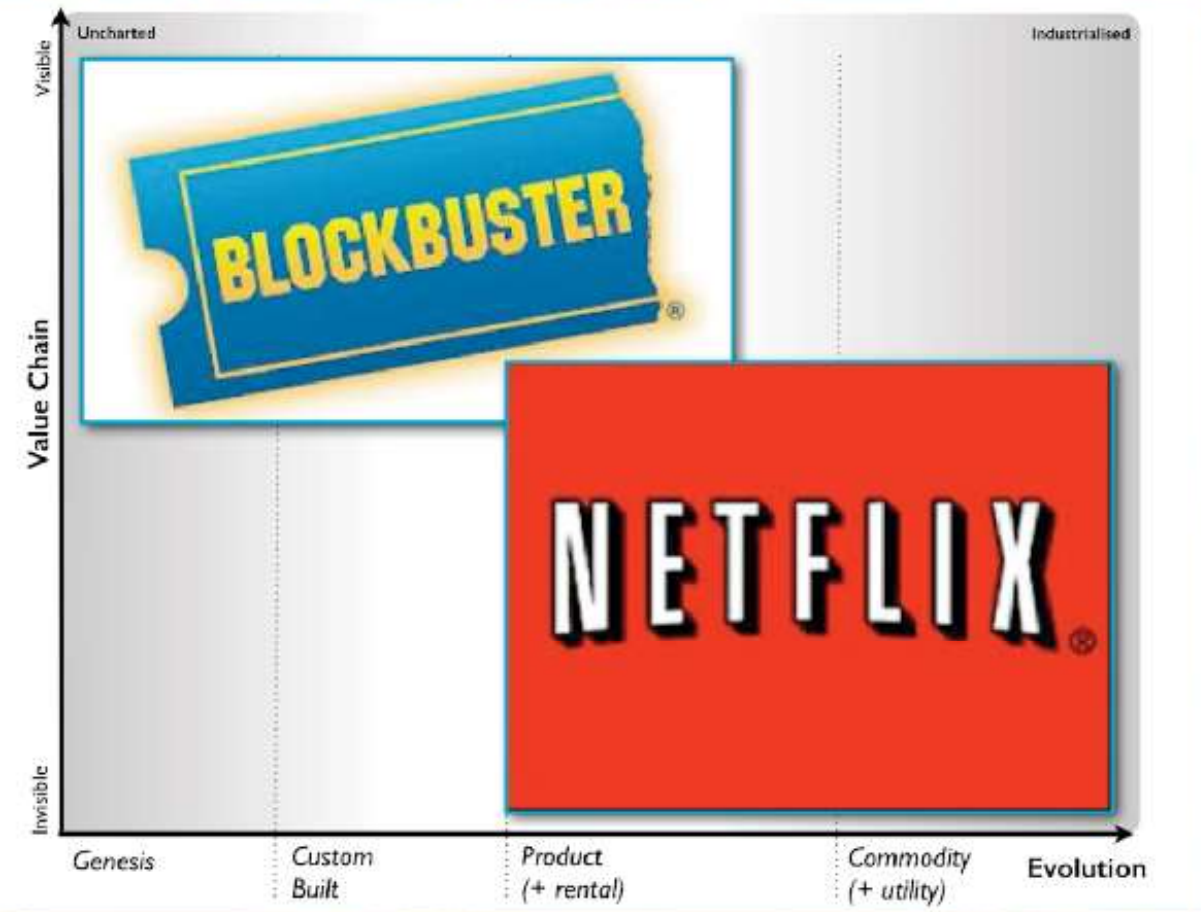 Uncharted
Industrialised
Visible
BLOCKBUSTER
®
Value Chain
NETFLIX
®
Invisible
Genesis
Custom
Built
Product
(+ rental)
Commodity
(+ utility)
Evolution